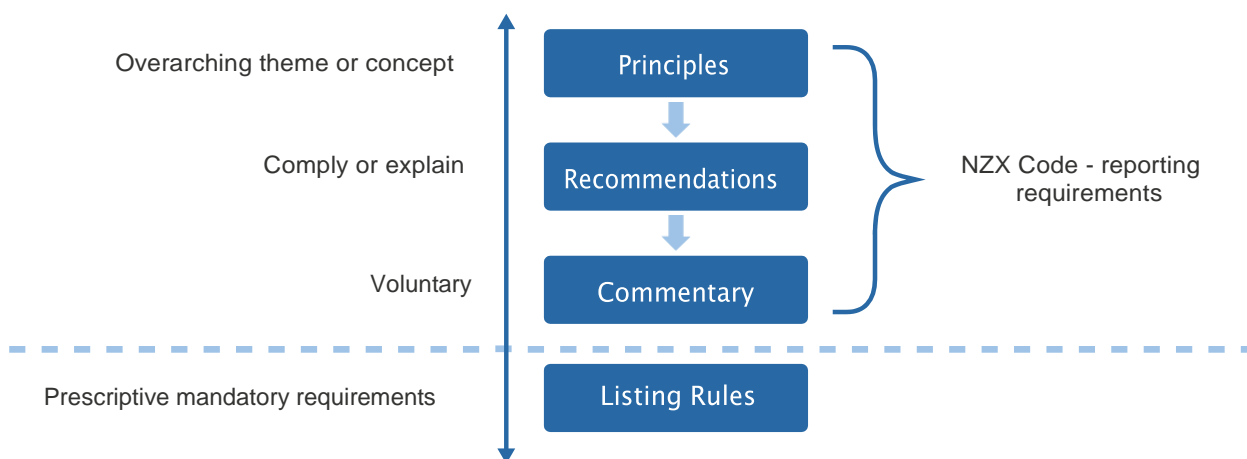 Overarching theme or concept
Principles
Comply or explain
Recommendations
NZX Code - reporting
requirements
Voluntary
Commentary
Prescriptive mandatory requirements
Listing Rules